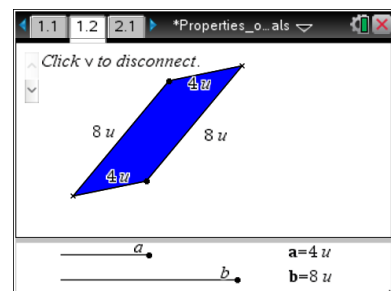 1.1 1.2 2.1 *Properties_o...als
Click v to disconnect.
4 u
8 u
8 u
4 u
a a=4 u
b b=8 u